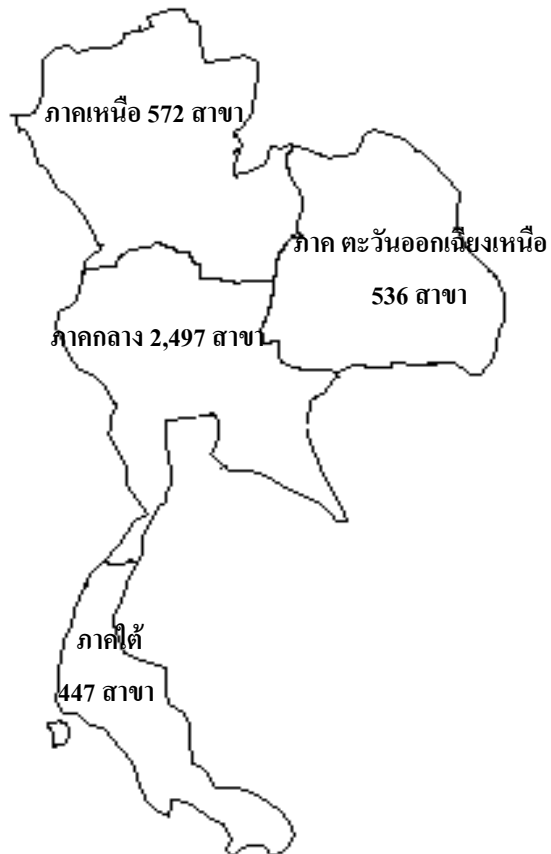 ภาคเหนือ 572 สาขา
ภาค ตะวันออกเฉียงเหนือ
536 สาขา
ภาคกลาง 2,497 สาขา
ภาคใต้
447 สาขา